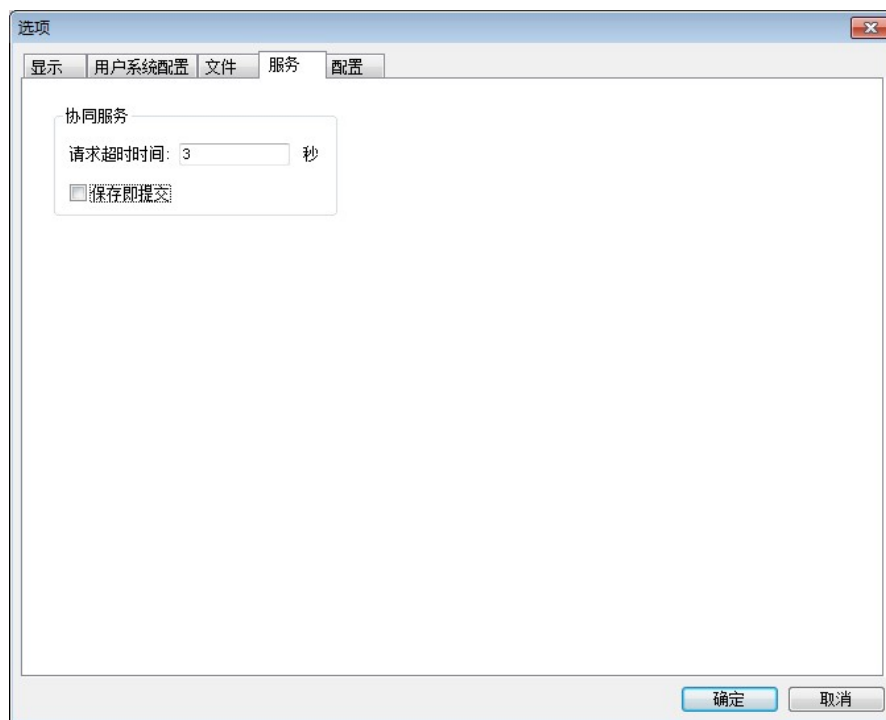 选项
显示 用户系统配置 文件 服务 配置
协同服务
请求超时时间: 3 秒
保存即提交
确定 取消